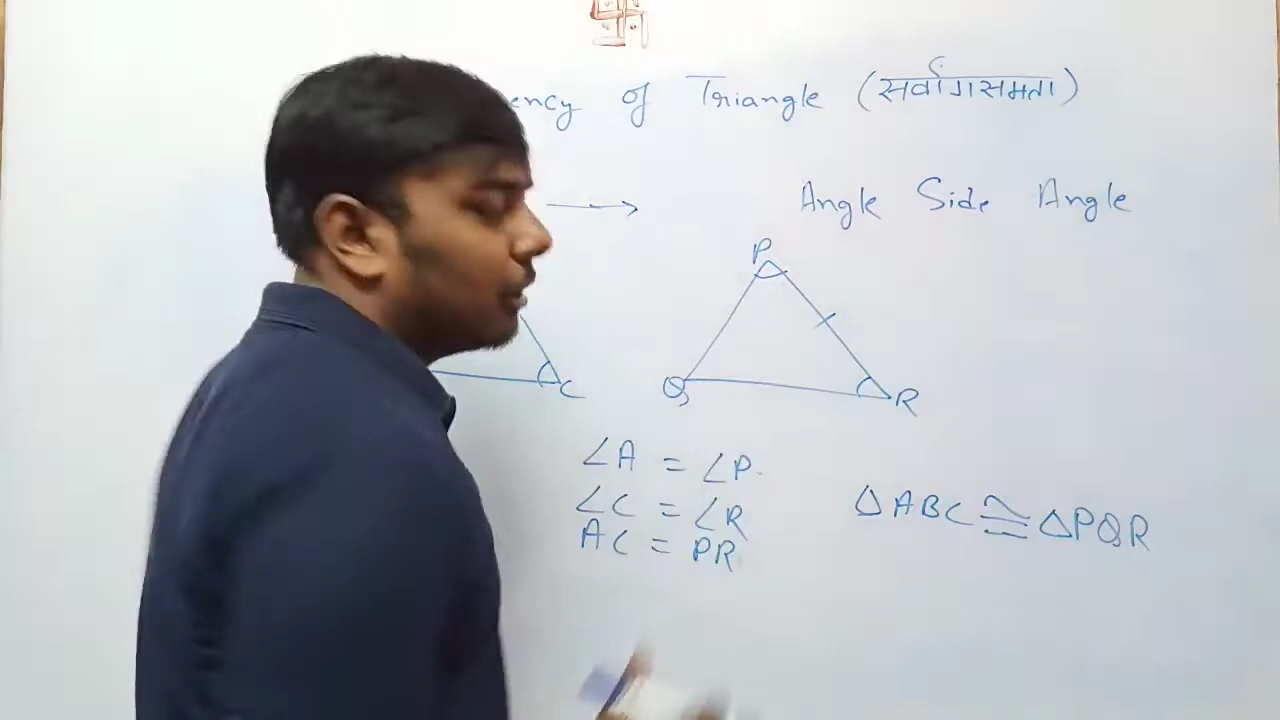 ency of Triangle (सर्वांगसमता)
Angle Side Angle
P
C
Q
R
∠A = ∠P
∠C = ∠R
AC = PR
△ABC ≅ △PQR